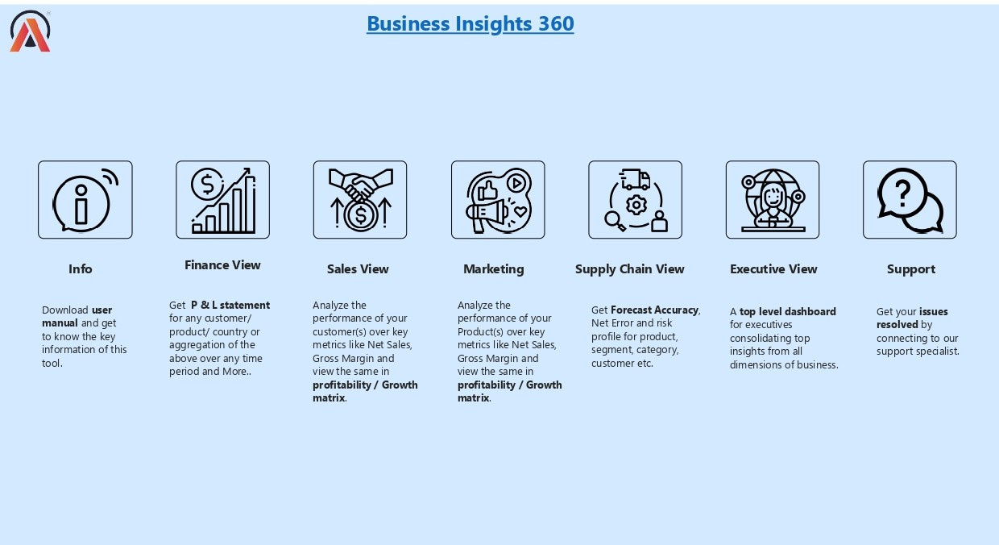 Business Insights 360
Info
Download user
manual and get
to know the key
information of this
tool.
Finance View
Get P & L statement
for any customer/
product/ country or
aggregation of the
above over any time
period and More..
Sales View
Analyze the
performance of your
customer(s) over key
metrics like Net Sales,
Gross Margin and
view the same in
profitability / Growth
matrix.
Marketing
Analyze the
performance of your
Product(s) over key
metrics like Net Sales,
Gross Margin and
view the same in
profitability / Growth
matrix.
Supply Chain View
Get Forecast Accuracy,
Net Error and risk
profile for product,
segment, category,
customer etc.
Executive View
A top level dashboard
for executives
consolidating top
insights from all
dimensions of business.
Support
Get your issues
resolved by
connecting to our
support specialist.